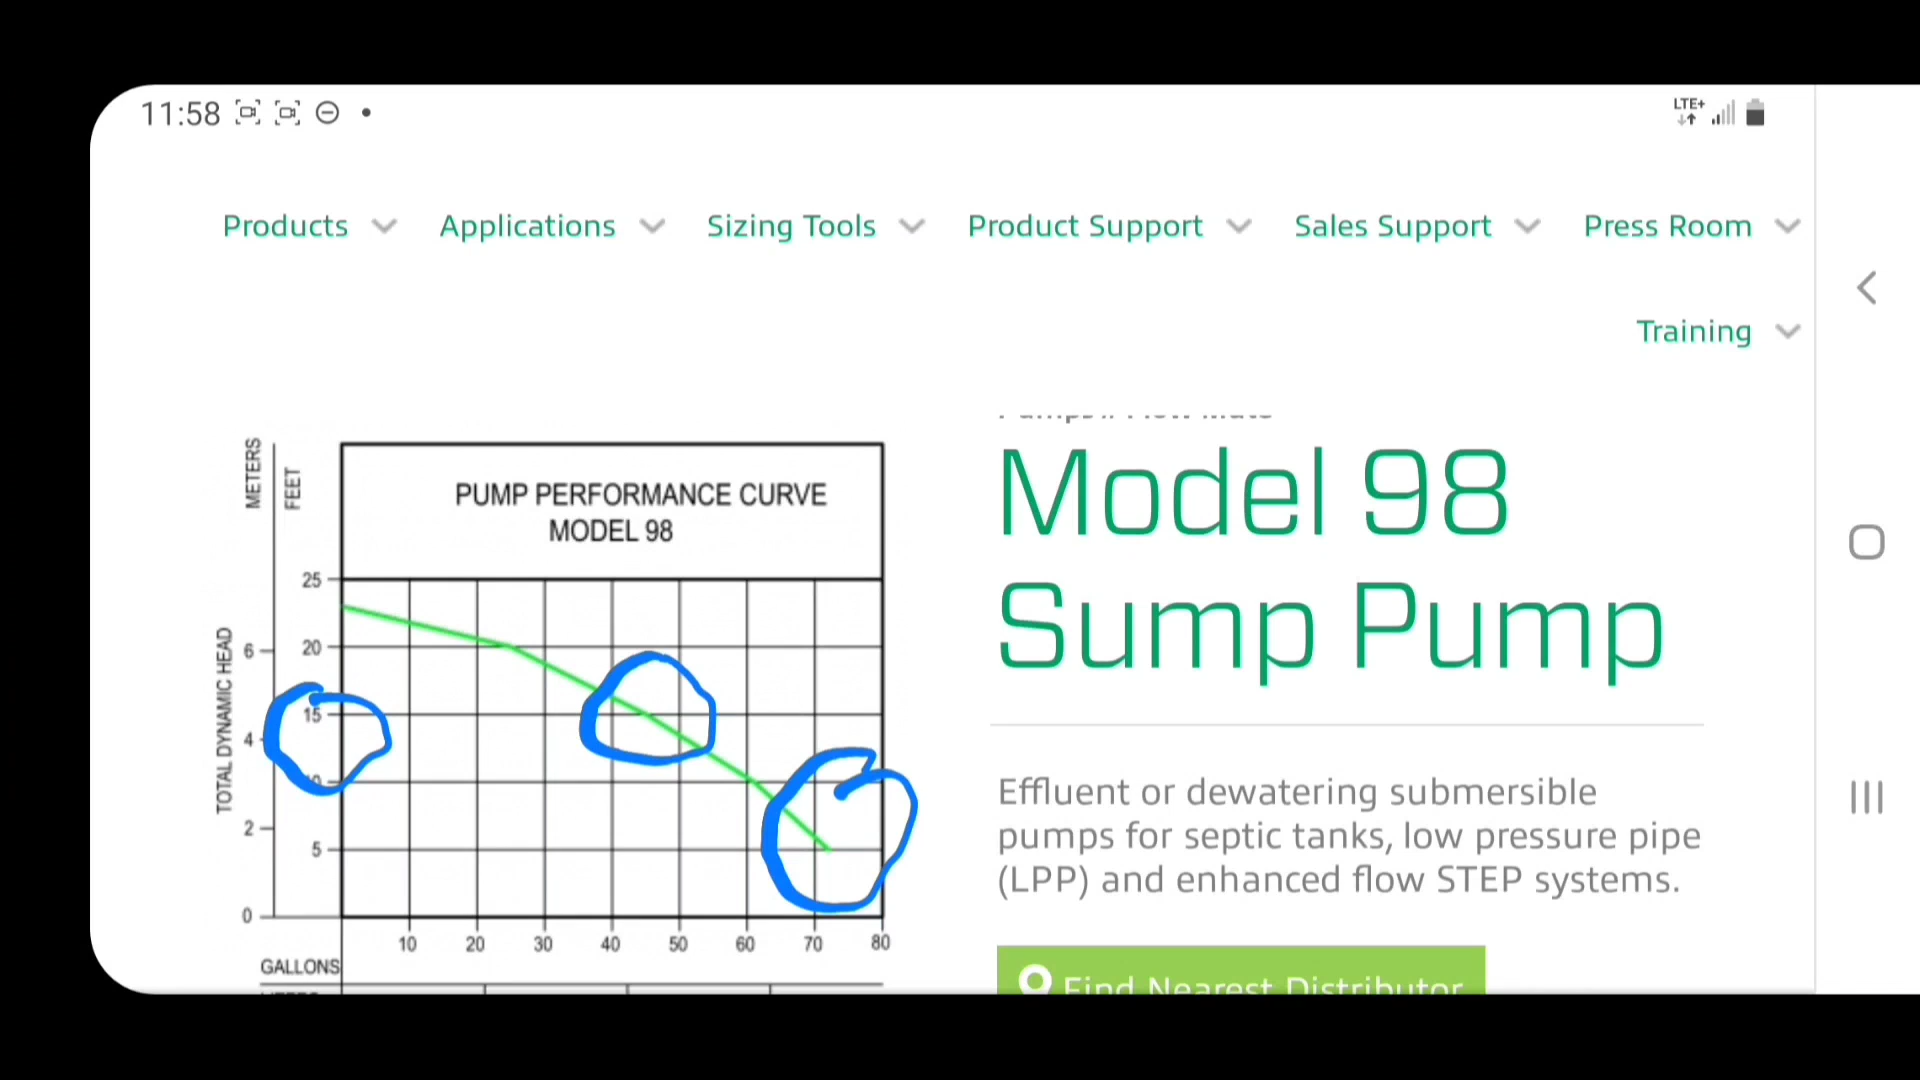 11:58
LTE+
Products
Applications
Sizing Tools
Product Support
Sales Support
Press Room
Training
METERS
FEET
PUMP PERFORMANCE CURVE
MODEL 98
TOTAL DYNAMIC HEAD
25
20
15
10
5
6
4
2
0
10 20 30 40 50 60 70 80
GALLONS
Model 98
Sump Pump
Effluent or dewatering submersible
pumps for septic tanks, low pressure pipe
(LPP) and enhanced flow STEP systems.
Find Nearest Distributor